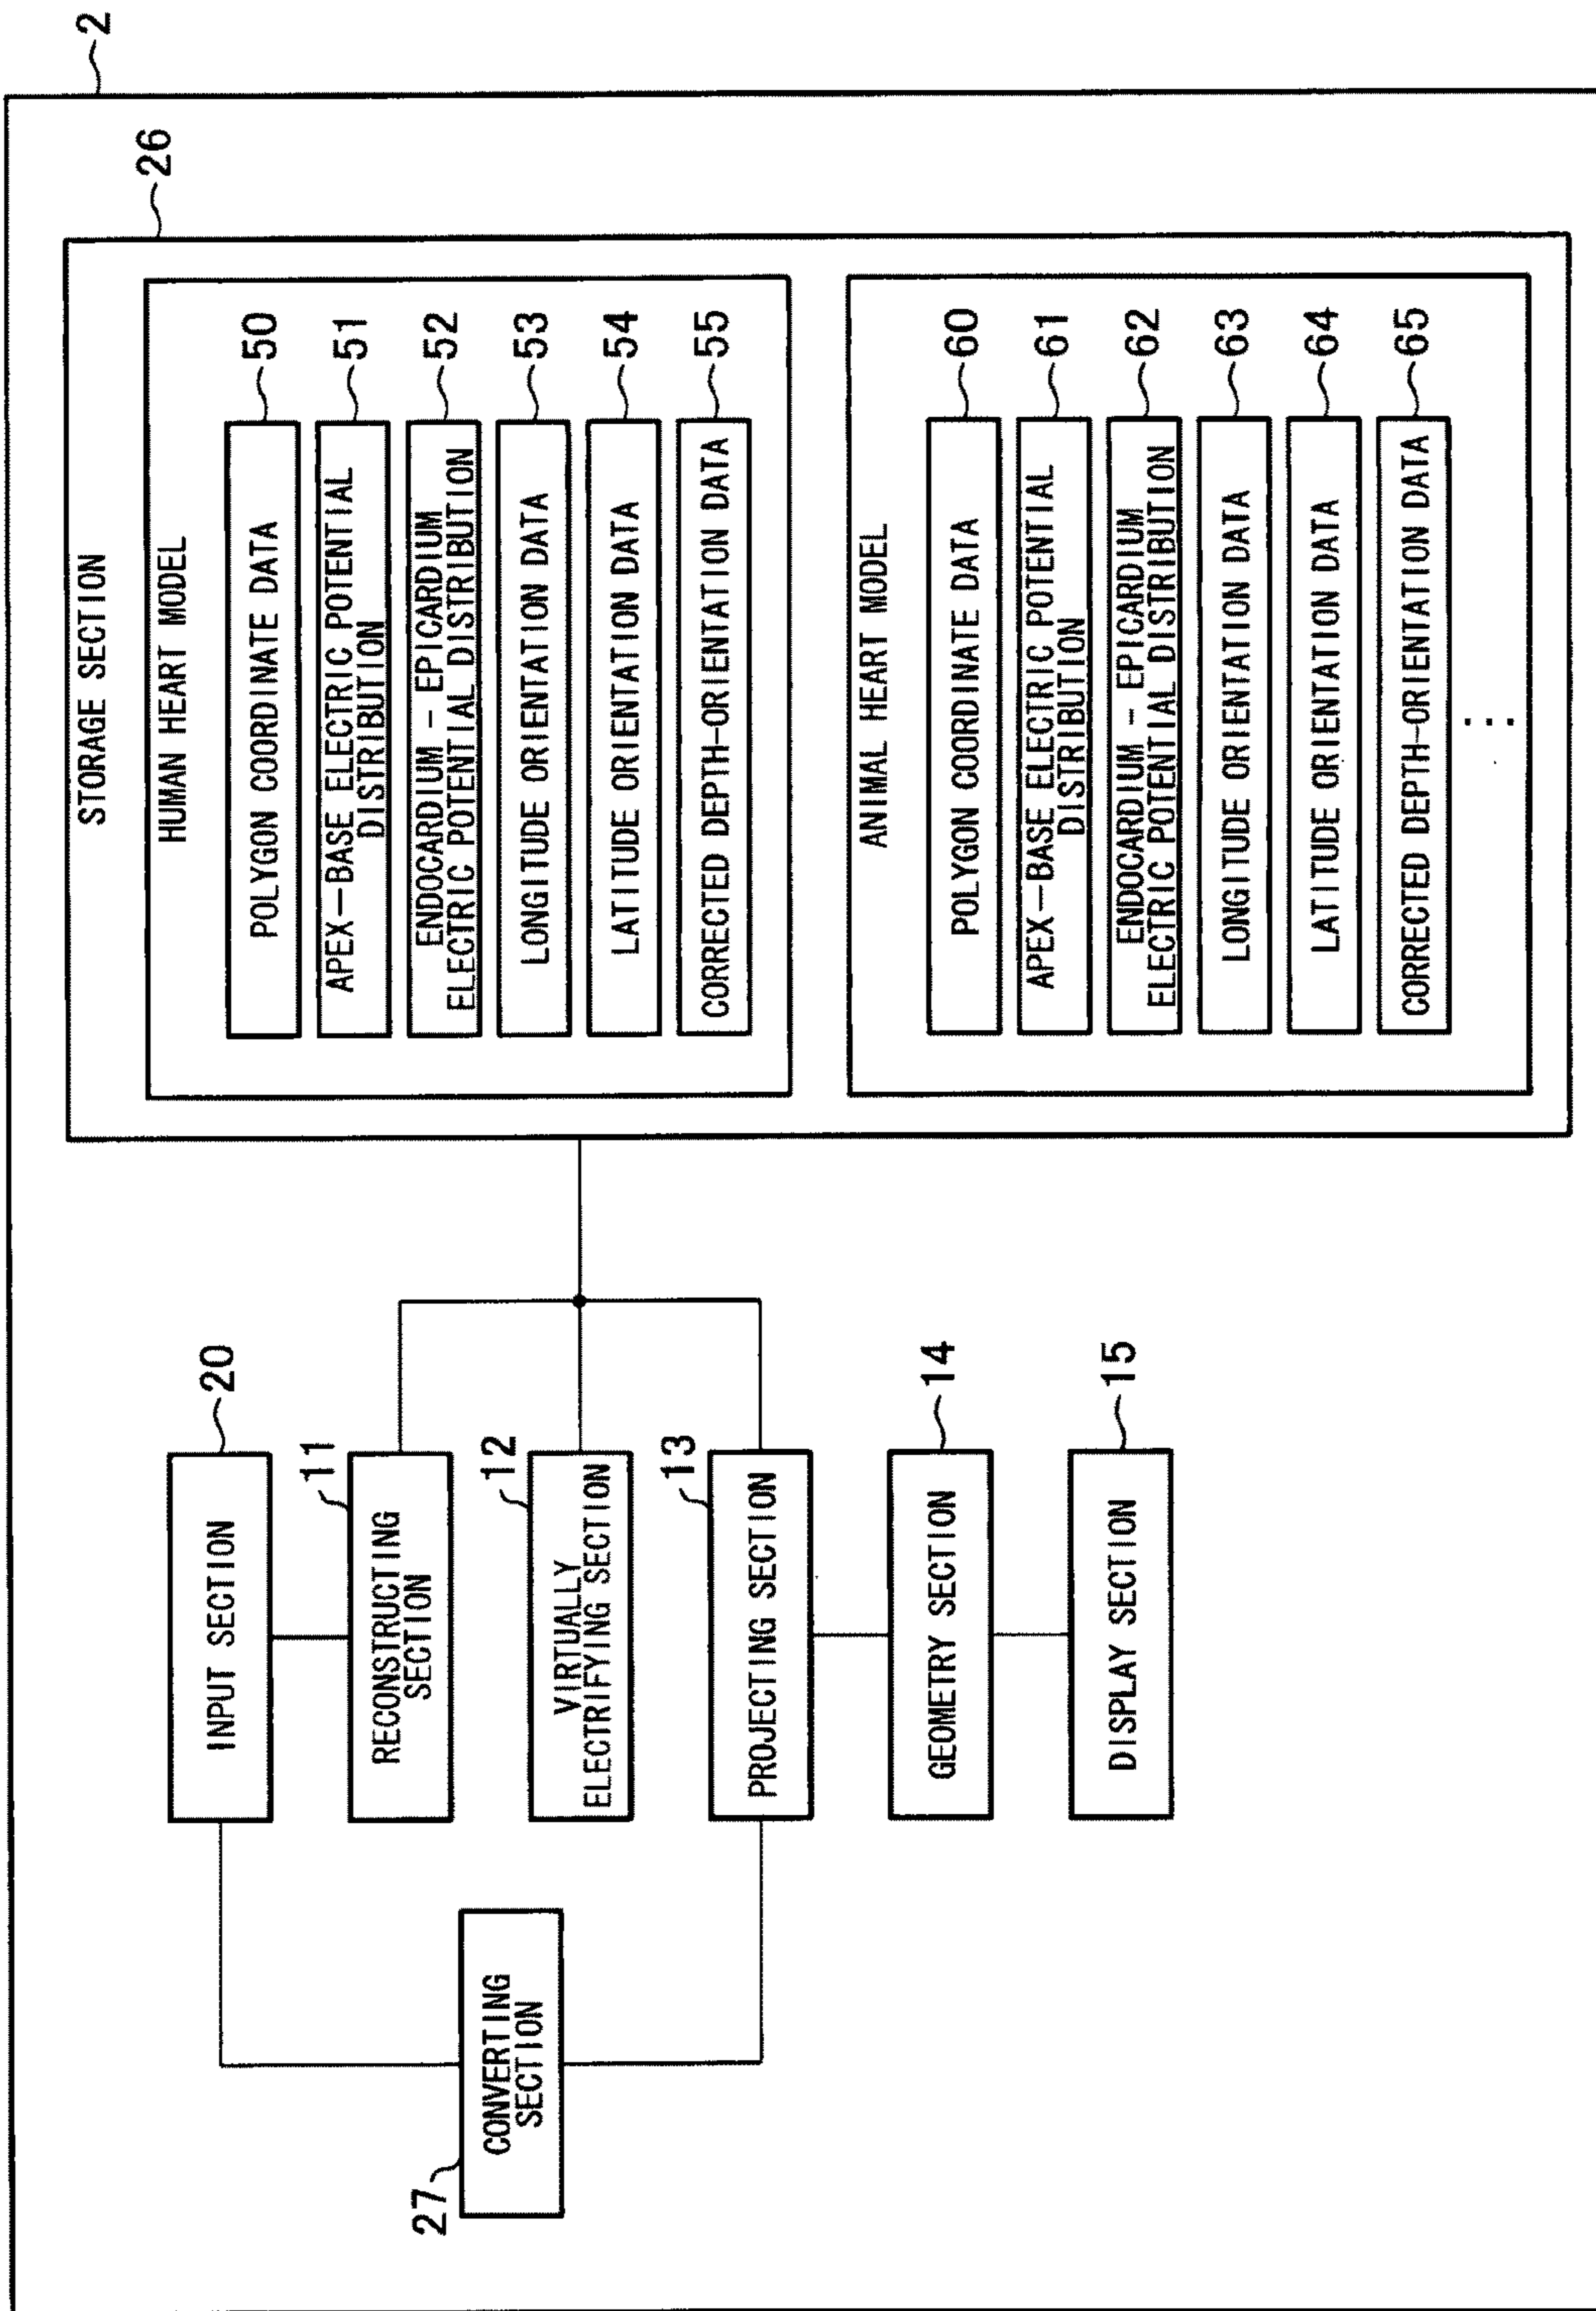 2
26
STORAGE SECTION
HUMAN HEART MODEL
POLYGON COORDINATE DATA
50
APEX-BASE ELECTRIC POTENTIAL
DISTRIBUTION
51
ENDOCARDIUM - EPICARDIUM
ELECTRIC POTENTIAL DISTRIBUTION
52
LONGITUDE ORIENTATION DATA
53
LATITUDE ORIENTATION DATA
54
CORRECTED DEPTH-ORIENTATION DATA
55
ANIMAL HEART MODEL
POLYGON COORDINATE DATA
60
APEX-BASE ELECTRIC POTENTIAL
DISTRIBUTION
61
ENDOCARDIUM - EPICARDIUM
ELECTRIC POTENTIAL DISTRIBUTION
62
LONGITUDE ORIENTATION DATA
63
LATITUDE ORIENTATION DATA
64
CORRECTED DEPTH-ORIENTATION DATA
65
...
INPUT SECTION
20
11
RECONSTRUCTING
SECTION
12
VIRTUALLY
ELECTRIFYING SECTION
13
PROJECTING SECTION
GEOMETRY SECTION
14
DISPLAY SECTION
15
27
CONVERTING
SECTION